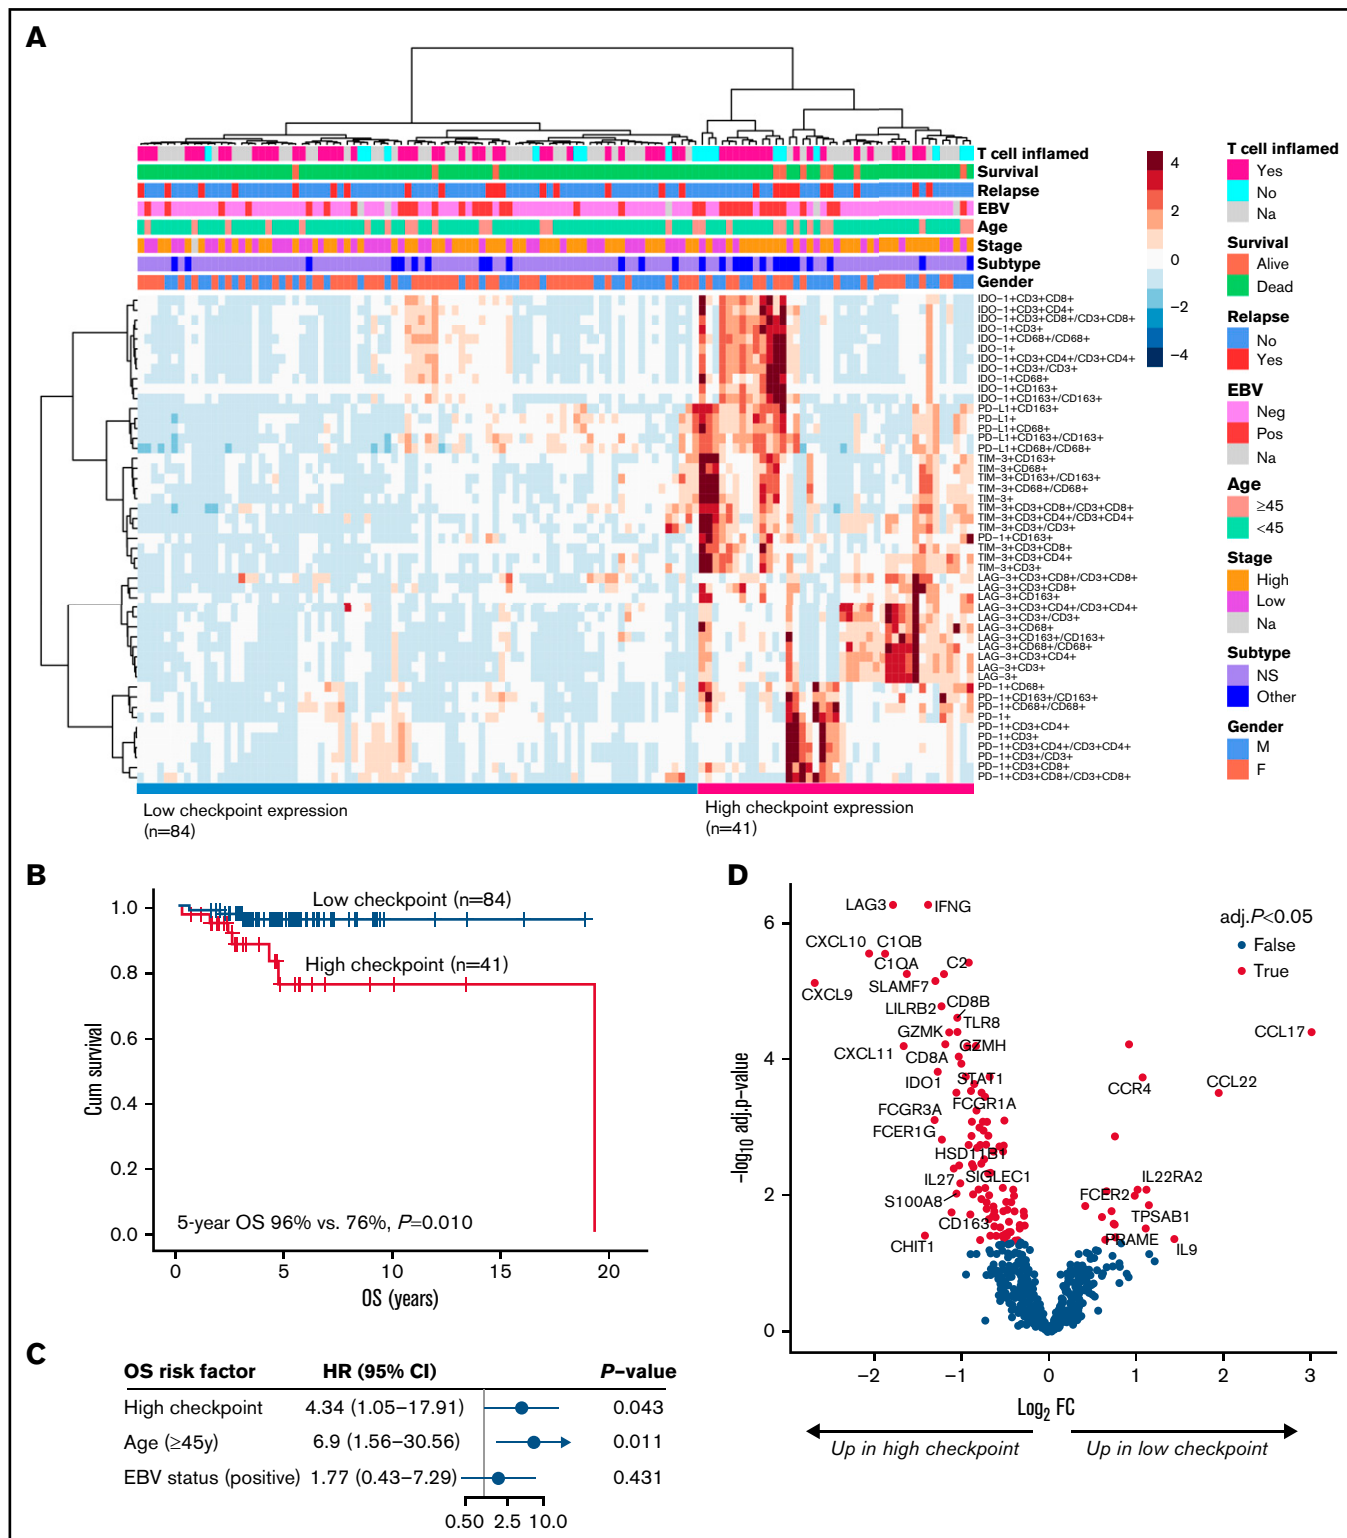 A
T cell inflamed
Survival
Relapse
EBV
Age
Stage
Subtype
Gender
4
2
0
−2
−4
T cell inflamed
Yes
No
Na
Survival
Alive
Dead
Relapse
No
Yes
EBV
Neg
Pos
Na
Age
≥45
<45
Stage
High
Low
Na
Subtype
NS
Other
Gender
M
F
IDO-1+CD3+CD8+
IDO-1+CD3+CD4+
IDO-1+CD3+CD8+/CD3+CD8+
IDO-1+CD3+
IDO-1+CD68+/CD68+
IDO-1+
IDO-1+CD3+CD4+/CD3+CD4+
IDO-1+CD3+/CD3+
IDO-1+CD68+
IDO-1+CD163+
IDO-1+CD163+/CD163+
PD-L1+CD163+
PD-L1+
PD-L1+CD68+
PD-L1+CD163+/CD163+
PD-L1+CD68+/CD68+
TIM-3+CD163+
TIM-3+CD68+
TIM-3+CD163+/CD163+
TIM-3+CD68+/CD68+
TIM-3+
TIM-3+CD3+CD8+/CD3+CD8+
TIM-3+CD3+CD4+/CD3+CD4+
TIM-3+CD3+/CD3+
PD-1+CD163+
TIM-3+CD3+CD8+
TIM-3+CD3+CD4+
TIM-3+CD3+
LAG-3+CD3+CD8+/CD3+CD8+
LAG-3+CD3+CD8+
LAG-3+CD163+
LAG-3+CD3+CD4+/CD3+CD4+
LAG-3+CD3+/CD3+
LAG-3+CD68+
LAG-3+CD163+/CD163+
LAG-3+CD68+/CD68+
LAG-3+CD3+CD4+
LAG-3+CD3+
LAG-3+
PD-1+CD68+
PD-1+CD163+/CD163+
PD-1+CD68+/CD68+
PD-1+
PD-1+CD3+CD4+
PD-1+CD3+
PD-1+CD3+CD4+/CD3+CD4+
PD-1+CD3+/CD3+
PD-1+CD3+CD8+
PD-1+CD3+CD8+/CD3+CD8+
Low checkpoint expression
(n=84)
High checkpoint expression
(n=41)
B
Cum survival
1.0
0.8
0.6
0.4
0.2
0.0
Low checkpoint (n=84)
High checkpoint (n=41)
5-year OS 96% vs. 76%, P=0.010
0 5 10 15 20
OS (years)
C
OS risk factor HR (95% CI) P–value
High checkpoint 4.34 (1.05–17.91) 0.043
Age (≥45y) 6.9 (1.56–30.56) 0.011
EBV status (positive) 1.77 (0.43–7.29) 0.431
0.50 2.5 10.0
D
−log10 adj.p-value
6
4
2
0
adj.P<0.05
False
True
LAG3
IFNG
CXCL10
C1QB
C1QA
C2
CXCL9
SLAMF7
LILRB2
CD8B
TLR8
GZMK
CXCL11
CD8A
GZMH
IDO1
STAT1
FCGR3A
FCGR1A
FCER1G
HSD11B1
IL27
SIGLEC1
S100A8
CD163
CHIT1
CCL17
CCR4
CCL22
IL22RA2
FCER2
TPSAB1
PRAME
IL9
−2 −1 0 1 2 3
Log2 FC
Up in high checkpoint
Up in low checkpoint